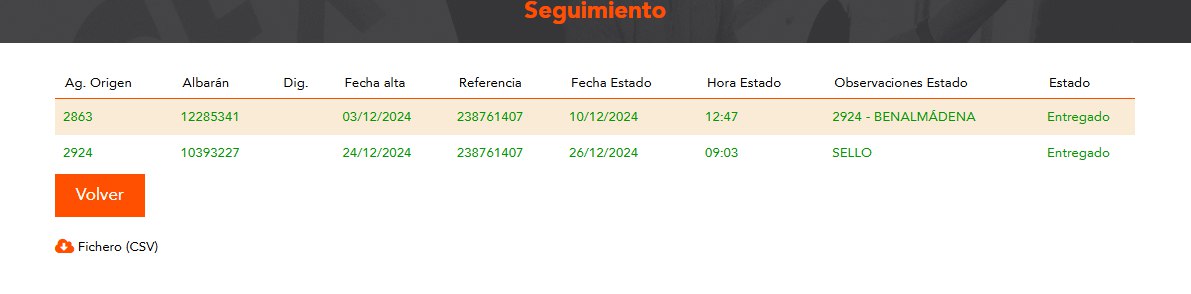 Seguimiento
Ag. Origen Albarán Dig. Fecha alta Referencia Fecha Estado Hora Estado Observaciones Estado Estado
2863 12285341 03/12/2024 238761407 10/12/2024 12:47 2924 - BENALMÁDENA Entregado
2924 10393227 24/12/2024 238761407 26/12/2024 09:03 SELLO Entregado
Volver
Fichero (CSV)